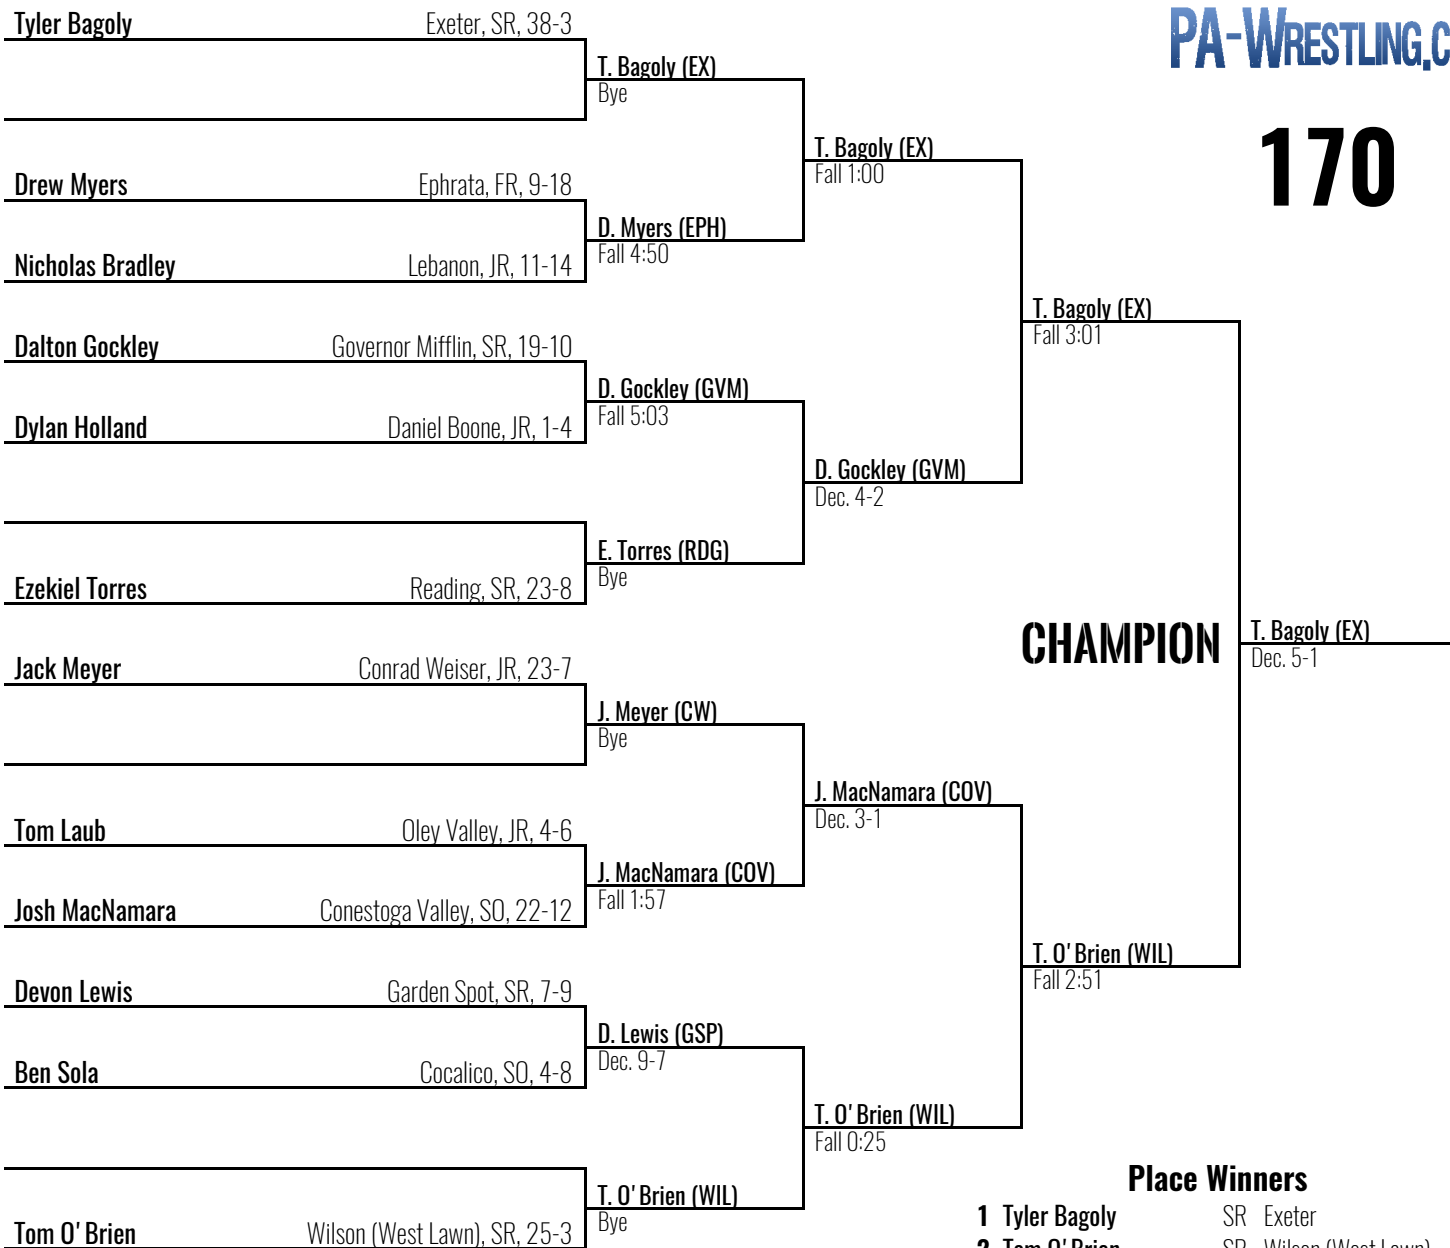 Tyler Bagoly Exeter, SR, 38-3
PA-WRESTLING.C
T. Bagoly (EX)
Bye
170
T. Bagoly (EX)
Fall 1:00
Drew Myers Ephrata, FR, 9-18
D. Myers (EPH)
Fall 4:50
Nicholas Bradley Lebanon, JR, 11-14
T. Bagoly (EX)
Fall 3:01
Dalton Gockley Governor Mifflin, SR, 19-10
D. Gockley (GVM)
Fall 5:03
Dylan Holland Daniel Boone, JR, 1-4
D. Gockley (GVM)
Dec. 4-2
E. Torres (RDG)
Bye
Ezekiel Torres Reading, SR, 23-8
CHAMPION
T. Bagoly (EX)
Dec. 5-1
Jack Meyer Conrad Weiser, JR, 23-7
J. Meyer (CW)
Bye
J. MacNamara (COV)
Dec. 3-1
Tom Laub Oley Valley, JR, 4-6
J. MacNamara (COV)
Fall 1:57
Josh MacNamara Conestoga Valley, SO, 22-12
T. O'Brien (WIL)
Fall 2:51
Devon Lewis Garden Spot, SR, 7-9
D. Lewis (GSP)
Dec. 9-7
Ben Sola Cocalico, SO, 4-8
T. O'Brien (WIL)
Fall 0:25
T. O'Brien (WIL)
Bye
Tom O'Brien Wilson (West Lawn), SR, 25-3
Place Winners
1 Tyler Bagoly SR Exeter
2 Tom O'Brien SR Wilson (West Lawn)